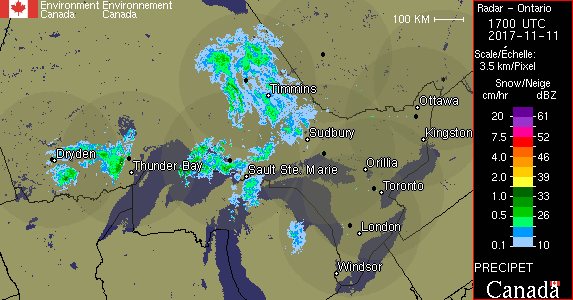 Environment Environnement
Canada Canada
100 KM
Timmins
Ottawa
Sudbury
Kingston
Dryden
Thunder Bay
Sault Ste. Marie
Orillia
Toronto
London
Windsor
Radar - Ontario
1700 UTC
2017-11-11
Scale/Échelle:
3.5 km/Pixel
Snow/Neige
cm/hr dBZ
20 61
7.5 52
4.0 46
2.0 39
1.0 33
0.5 26
0.1 10
PRECIPET
Canada